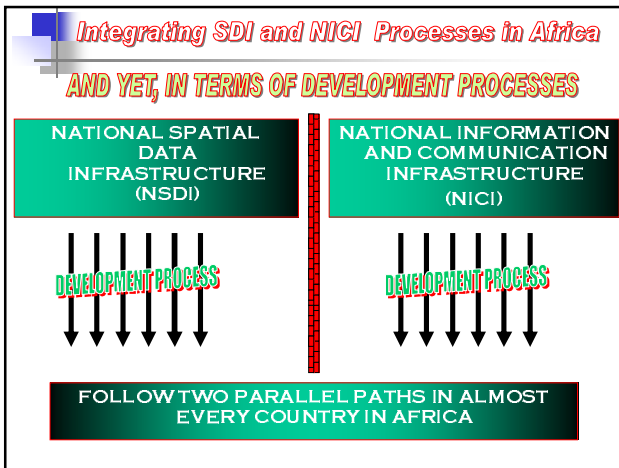 Integrating SDI and NICI Processes in Africa
AND YET, IN TERMS OF DEVELOPMENT PROCESSES
NATIONAL SPATIAL
DATA
INFRASTRUCTURE
(NSDI)
NATIONAL INFORMATION
AND COMMUNICATION
INFRASTRUCTURE
(NICI)
DEVELOPMENT PROCESS
DEVELOPMENT PROCESS
FOLLOW TWO PARALLEL PATHS IN ALMOST
EVERY COUNTRY IN AFRICA